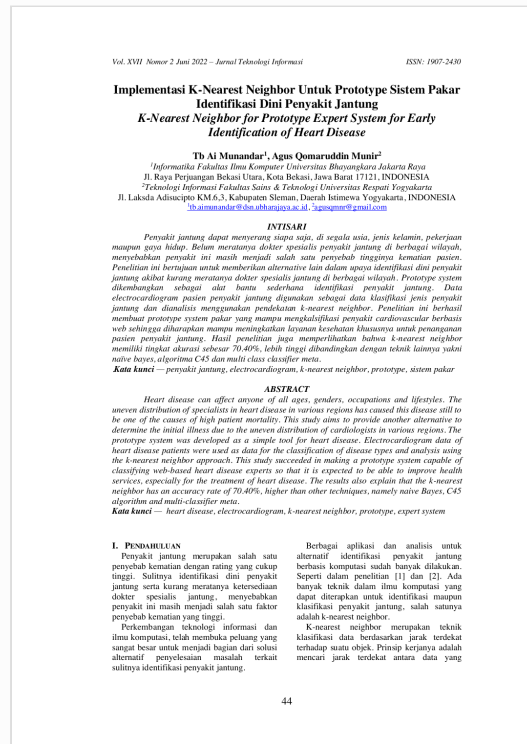 Vol. XVII Nomor 2 Juni 2022 – Jurnal Teknologi Informasi ISSN: 1907-2430
Implementasi K-Nearest Neighbor Untuk Prototype Sistem Pakar
Identifikasi Dini Penyakit Jantung
K-Nearest Neighbor for Prototype Expert System for Early
Identification of Heart Disease
Tb Ai Munandar1, Agus Qomaruddin Munir2
1Informatika Fakultas Ilmu Komputer Universitas Bhayangkara Jakarta Raya
Jl. Raya Perjuangan Bekasi Utara, Kota Bekasi, Jawa Barat 17121, INDONESIA
2Teknologi Informasi Fakultas Sains & Teknologi Universitas Respati Yogyakarta
Jl. Laksda Adisucipto KM.6,3, Kabupaten Sleman, Daerah Istimewa Yogyakarta, INDONESIA
1tb.aimunandar@dsn.ubharajaya.ac.id, 2agusqmnr@gmail.com
INTISARI
Penyakit jantung dapat menyerang siapa saja, di segala usia, jenis kelamin, pekerjaan
maupun gaya hidup. Belum meratanya dokter spesialis penyakit jantung di berbagai wilayah,
menyebabkan penyakit ini masih menjadi salah satu penyebab tingginya kematian pasien.
Penelitian ini bertujuan untuk memberikan alternative lain dalam upaya identifikasi dini penyakit
jantung akibat kurang meratanya dokter spesialis jantung di berbagai wilayah. Prototype sistem
dikembangkan sebagai alat bantu sederhana identifikasi penyakit jantung. Data
electrocardiogram pasien penyakit jantung digunakan sebagai data klasifikasi jenis penyakit
jantung dan dianalisis menggunakan pendekatan k-nearest neighbor. Penelitian ini berhasil
membuat prototype system pakar yang mampu mengkalsifikasi penyakit cardiovascular berbasis
web sehingga diharapkan mampu meningkatkan layanan kesehatan khususnya untuk penanganan
pasien penyakit jantung. Hasil penelitian juga memperlihatkan bahwa k-nearest neighbor
memiliki tingkat akurasi sebesar 70.40%, lebih tinggi dibandingkan dengan teknik lainnya yakni
naïve bayes, algoritma C45 dan multi class classifier meta.
Kata kunci — penyakit jantung, electrocardiogram, k-nearest neighbor, prototype, sistem pakar
ABSTRACT
Heart disease can affect anyone of all ages, genders, occupations and lifestyles. The
uneven distribution of specialists in heart disease in various regions has caused this disease still to
be one of the causes of high patient mortality. This study aims to provide another alternative to
determine the initial illness due to the uneven distribution of cardiologists in various regions. The
prototype system was developed as a simple tool for heart disease. Electrocardiogram data of
heart disease patients were used as data for the classification of disease types and analysis using
the k-nearest neighbor approach. This study succeeded in making a prototype system capable of
classifying web-based heart disease experts so that it is expected to be able to improve health
services, especially for the treatment of heart disease. The results also explain that the k-nearest
neighbor has an accuracy rate of 70.40%, higher than other techniques, namely naive Bayes, C45
algorithm and multi-classifier meta.
Kata kunci — heart disease, electrocardiogram, k-nearest neighbor, prototype, expert system
I. PENDAHULUAN
Penyakit jantung merupakan salah satu
penyebab kematian dengan rating yang cukup
tinggi. Sulitnya identifikasi dini penyakit
jantung serta kurang meratanya ketersediaan
dokter spesialis jantung, menyebabkan
penyakit ini masih menjadi salah satu faktor
penyebab kematian yang tinggi.
Perkembangan teknologi informasi dan
ilmu komputasi, telah membuka peluang yang
sangat besar untuk menjadi bagian dari solusi
alternatif penyelesaian masalah terkait
sulitnya identifikasi penyakit jantung.
Berbagai aplikasi dan analisis untuk
alternatif identifikasi penyakit jantung
berbasis komputasi sudah banyak dilakukan.
Seperti dalam penelitian [1] dan [2]. Ada
banyak teknik dalam ilmu komputasi yang
dapat diterapkan untuk identifikasi maupun
klasifikasi penyakit jantung, salah satunya
adalah k-nearest neighbor.
K-nearest neighbor merupakan teknik
klasifikasi data berdasarkan jarak terdekat
terhadap suatu objek. Prinsip kerjanya adalah
mencari jarak terdekat antara data yang
44